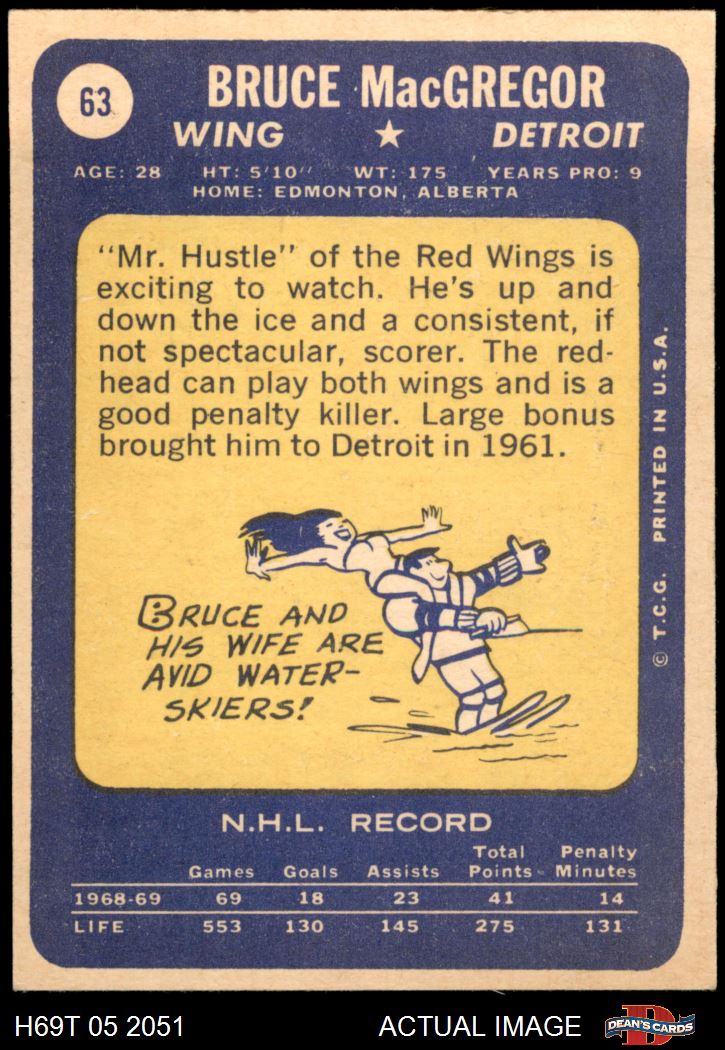 63
BRUCE MacGREGOR
WING ★ DETROIT
AGE: 28 HT: 5'10" WT: 175 YEARS PRO: 9
HOME: EDMONTON, ALBERTA
"Mr. Hustle" of the Red Wings is
exciting to watch. He's up and
down the ice and a consistent, if
not spectacular, scorer. The red-
head can play both wings and is a
good penalty killer. Large bonus
brought him to Detroit in 1961.
BRUCE AND
HIS WIFE ARE
AVID WATER-
SKIERS!
© T.C.G. PRINTED IN U.S.A.
N.H.L. RECORD
Total Penalty
Games Goals Assists Points Minutes
1968-69 69 18 23 41 14
LIFE 553 130 145 275 131
H69T 05 2051 ACTUAL IMAGE
D
DEAN'S CARDS